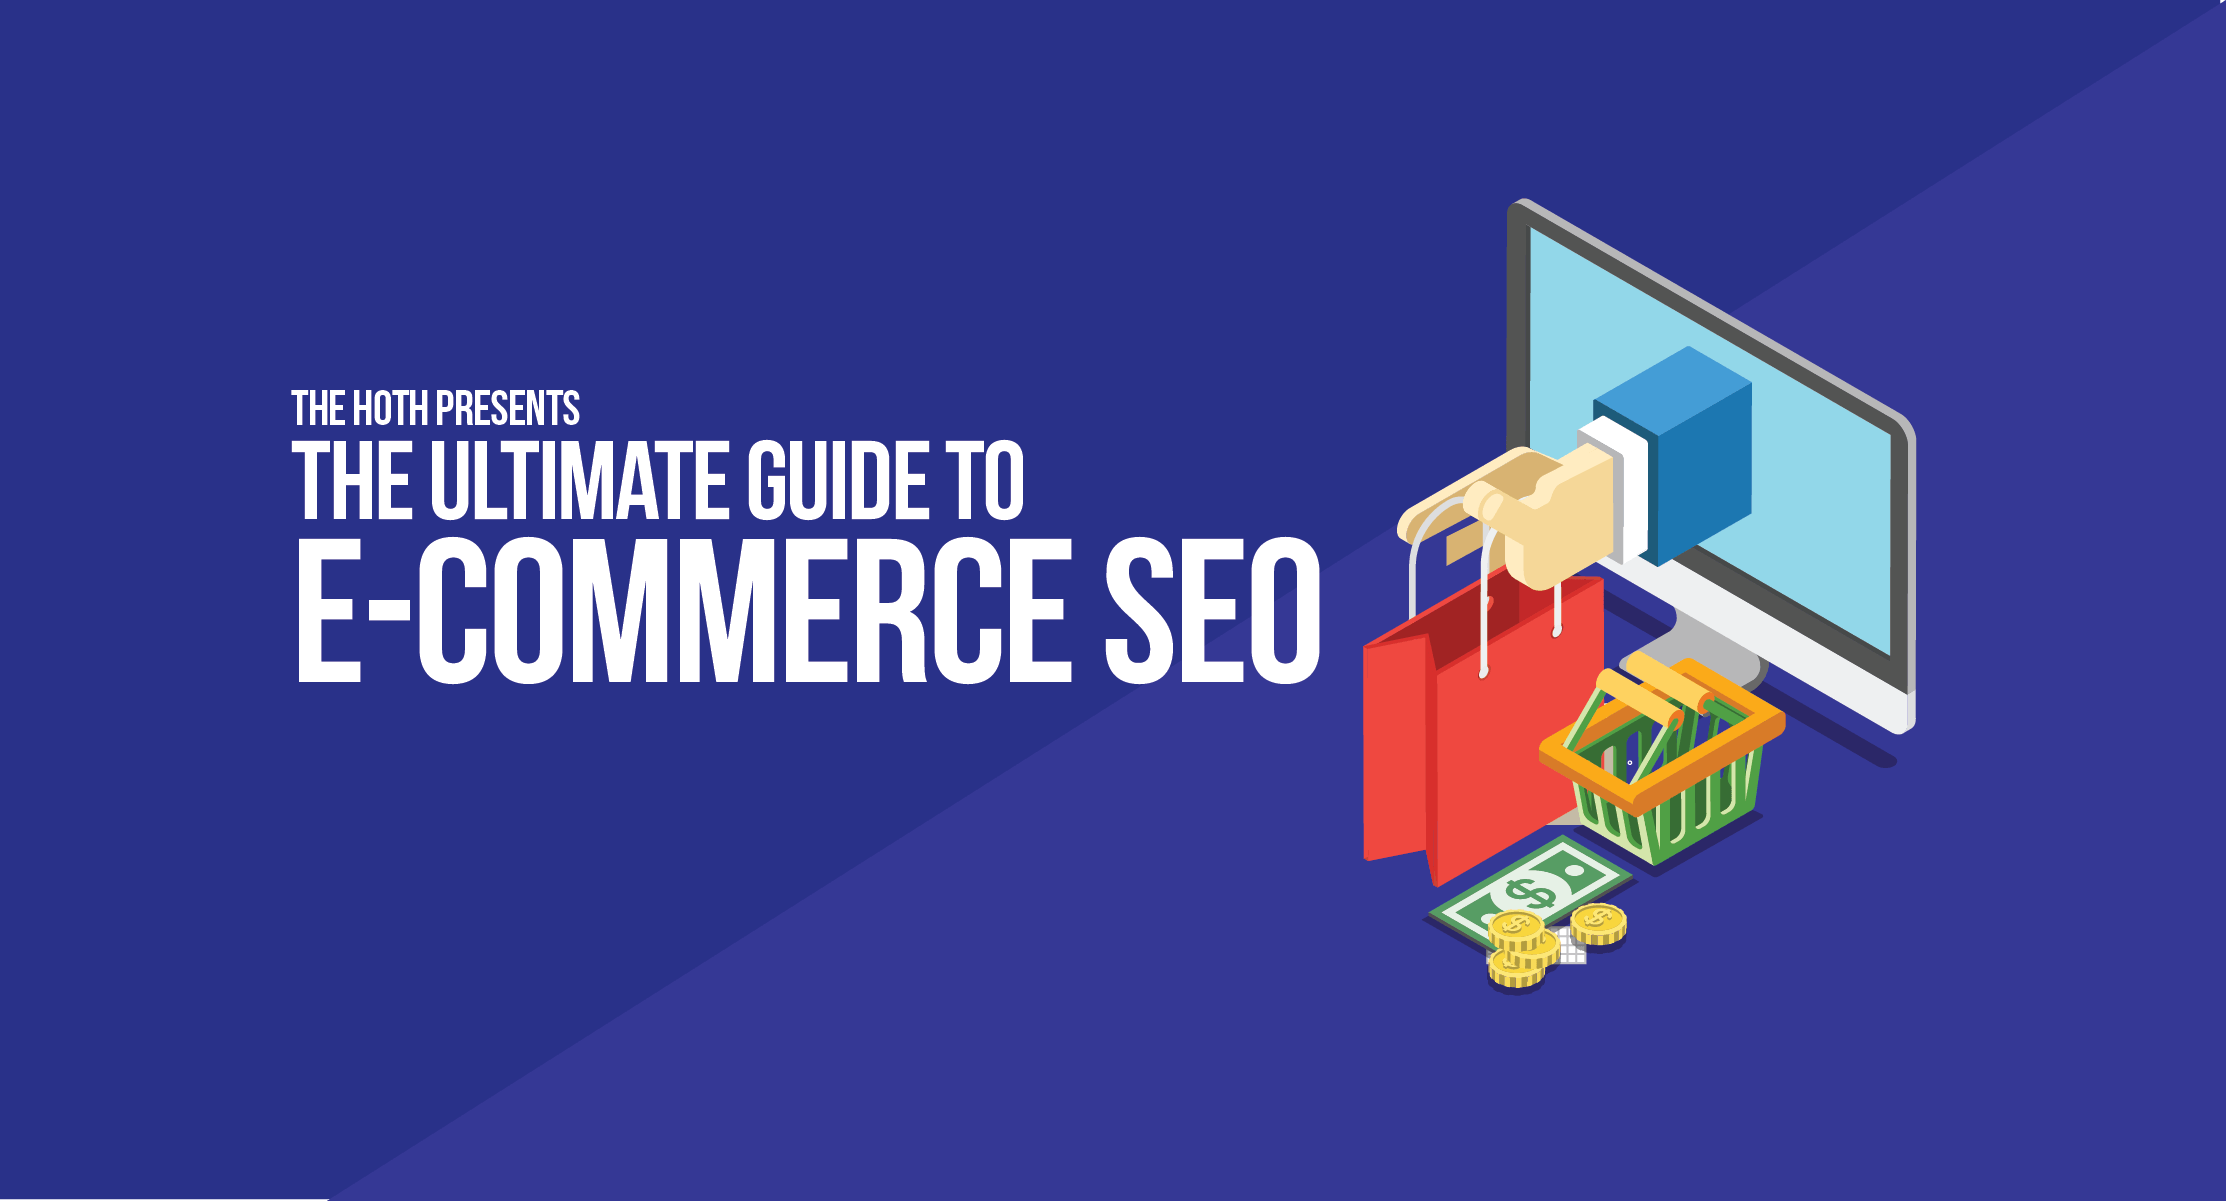 THE HOTH PRESENTS
THE ULTIMATE GUIDE TO
E-COMMERCE SEO